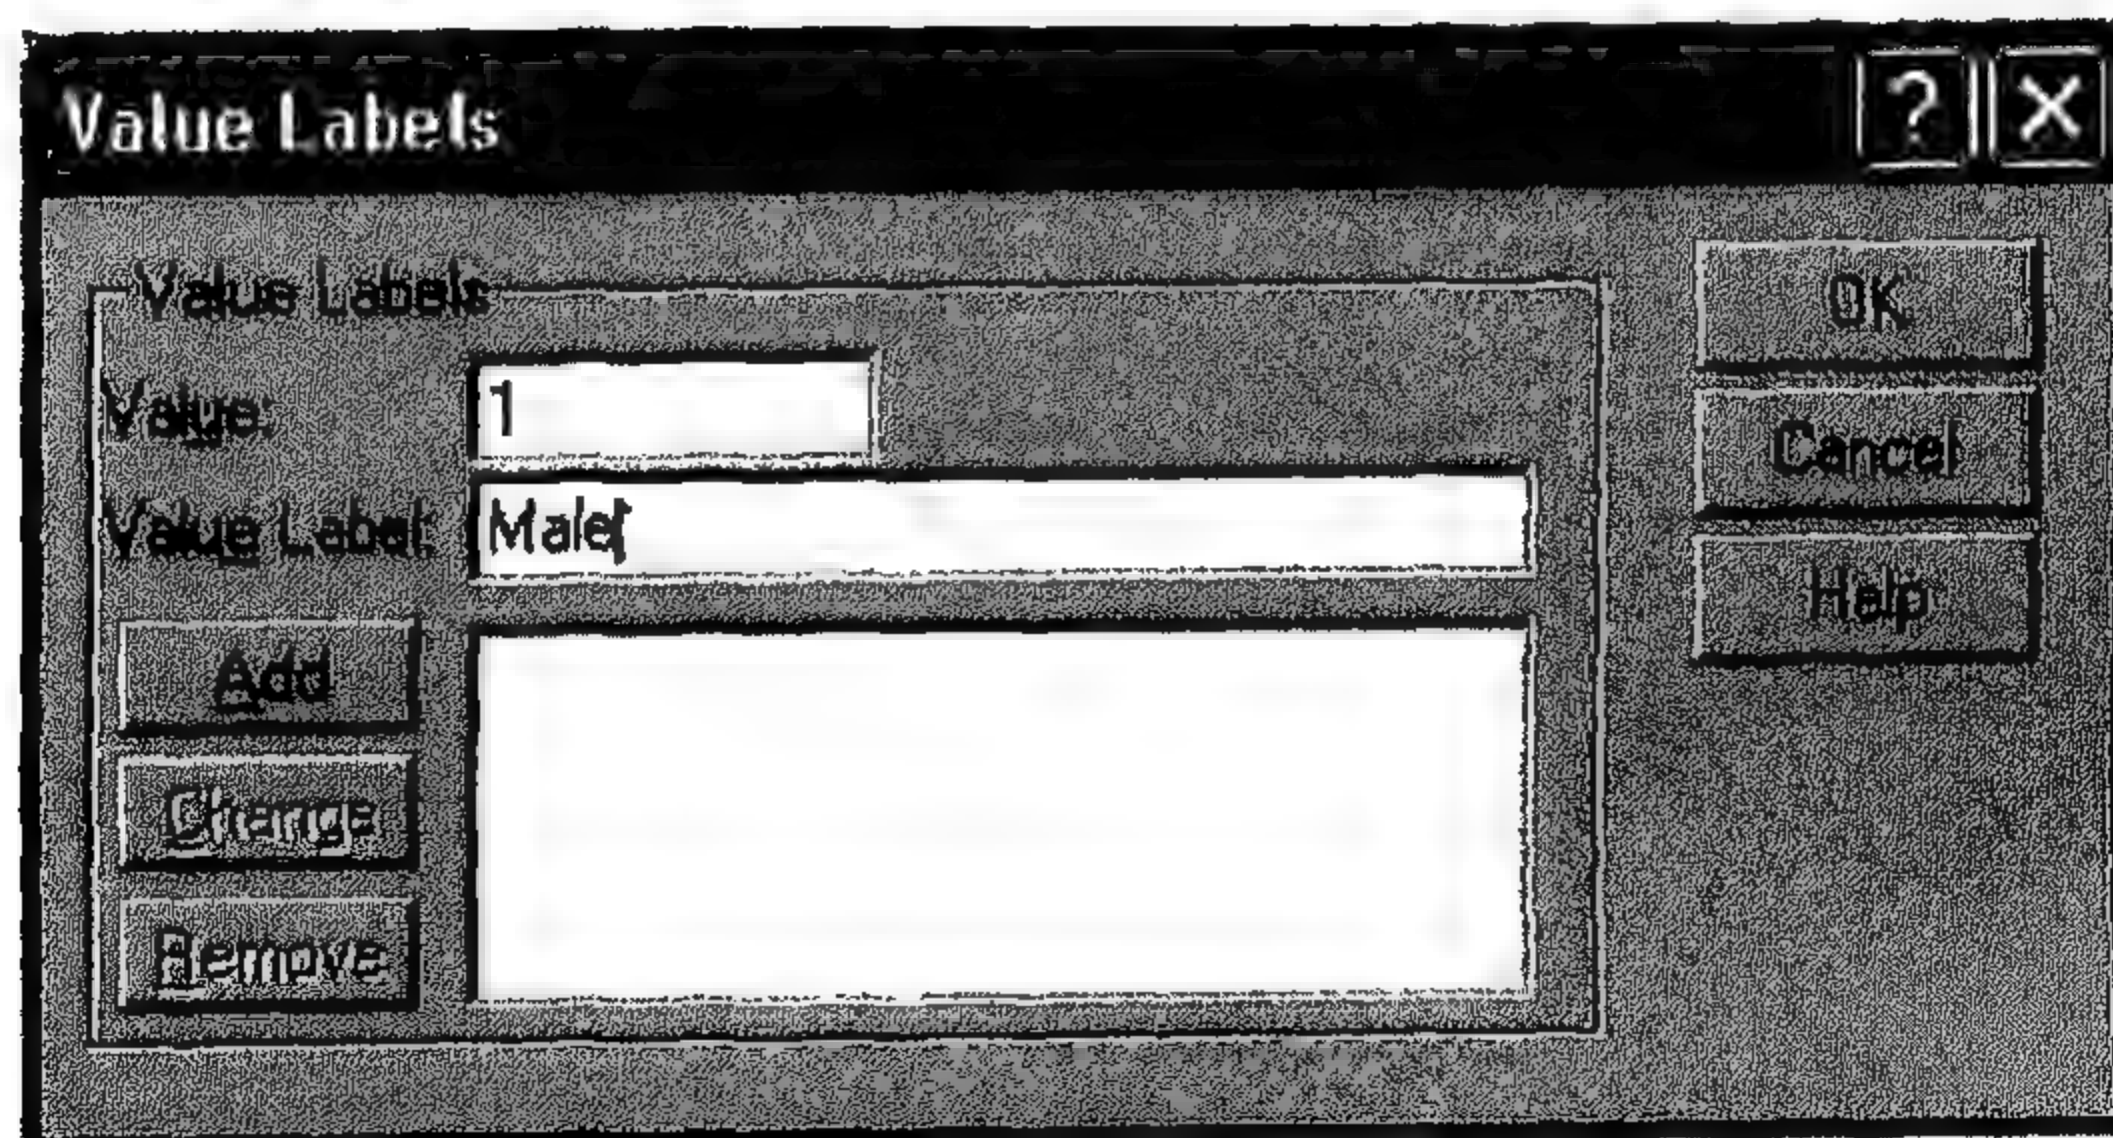 Value Labels ? X
Value Labels
OK
Value: 1
Cancel
Value Label: Male
Help
Add
Change
Remove